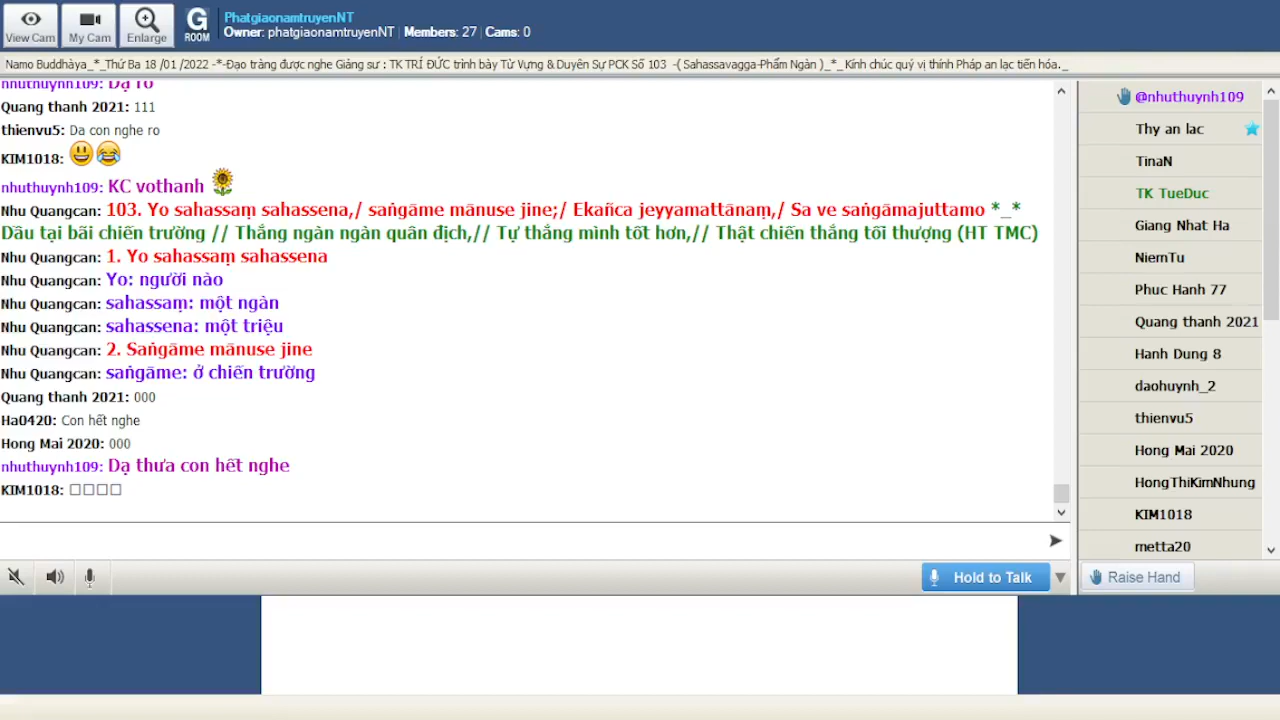 View Cam
My Cam
Enlarge
G ROOM
PhatgiaonamtruyenNT
Owner: phatgiaonamtruyenNT | Members: 27 | Cams: 0
Namo Buddhàya_*_Thứ Ba 18 /01 /2022 -*-Đạo tràng được nghe Giảng sư : TK TRÍ ĐỨC trình bày Từ Vựng & Duyên Sự PCK Số 103 -( Sahassavagga-Phẩm Ngàn )_*_ Kính chúc quý vị thính Pháp an lạc tiến hóa._
nhuthuynh109: Dạ rõ
Quang thanh 2021: 111
thienvu5: Da con nghe ro
KIM1018: 😃😂
nhuthuynh109: KC vothanh 🌻
Nhu Quangcan: 103. Yo sahassaṃ sahassena,/ saṅgāme mānuse jine;/ Ekañca jeyyamattānaṃ,/ Sa ve saṅgāmajuttamo *_*
Dầu tại bãi chiến trường // Thắng ngàn ngàn quân địch,// Tự thắng mình tốt hơn,// Thật chiến thắng tối thượng (HT TMC)
Nhu Quangcan: 1. Yo sahassaṃ sahassena
Nhu Quangcan: Yo: người nào
Nhu Quangcan: sahassaṃ: một ngàn
Nhu Quangcan: sahassena: một triệu
Nhu Quangcan: 2. Saṅgāme mānuse jine
Nhu Quangcan: saṅgāme: ở chiến trường
Quang thanh 2021: 000
Ha0420: Con hết nghe
Hong Mai 2020: 000
nhuthuynh109: Dạ thưa con hết nghe
KIM1018: □□□□
@nhuthuynh109
Thy an lac
TinaN
TK TueDuc
Giang Nhat Ha
NiemTu
Phuc Hanh 77
Quang thanh 2021
Hanh Dung 8
daohuynh_2
thienvu5
Hong Mai 2020
HongThiKimNhung
KIM1018
metta20
Hold to Talk
Raise Hand